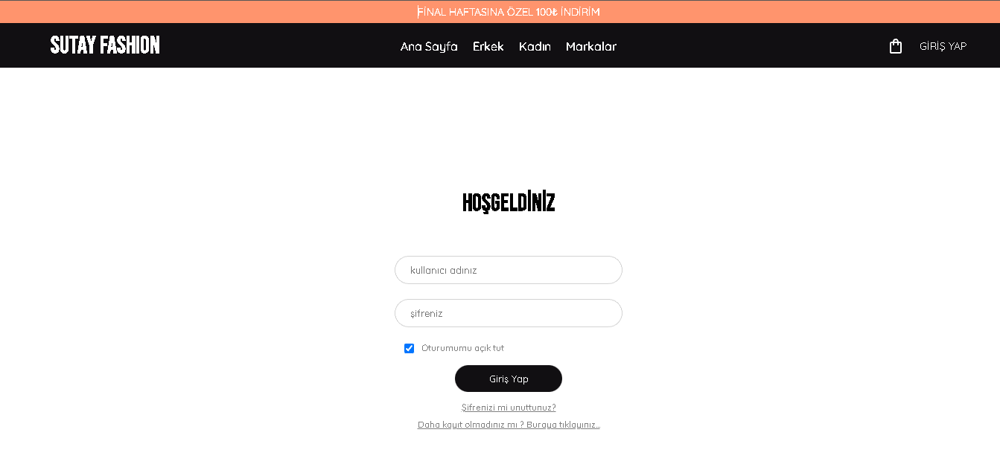 FİNAL HAFTASINA ÖZEL 100₺ İNDİRİM
SUTAY FASHION
Ana Sayfa Erkek Kadın Markalar
GİRİŞ YAP
HOŞGELDİNİZ
kullanıcı adınız
şifreniz
Oturumumu açık tut
Giriş Yap
Şifrenizi mi unuttunuz?
Daha kayıt olmadınız mı ? Buraya tıklayınız...